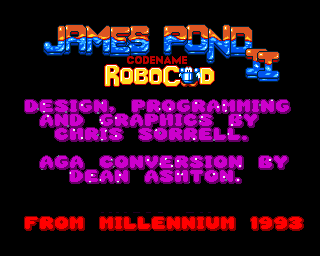 JAMES POND II
CODENAME
ROBOCOD
DESIGN, PROGRAMMING
AND GRAPHICS BY
CHRIS SORRELL.
AGA CONVERSION BY
DEAN ASHTON.
FROM MILLENNIUM 1993